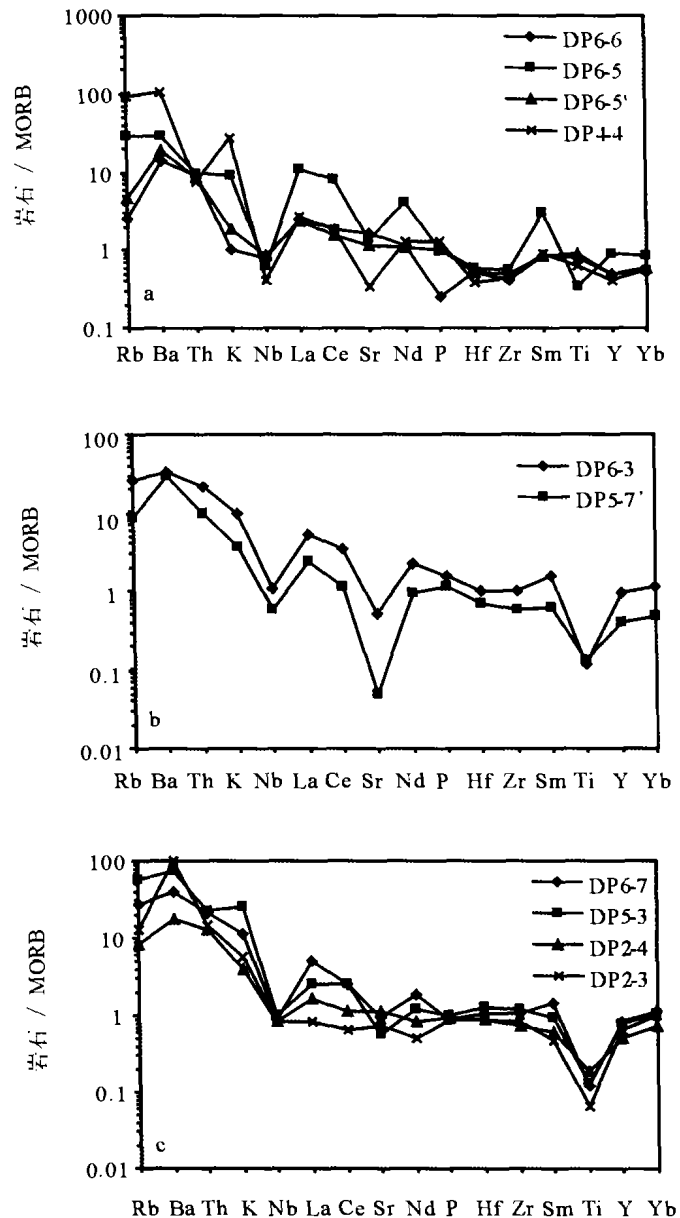 1000
100
10
1
0.1
岩石 / MORB
DP6-6
DP6-5
DP6-5'
DP4-4
a
Rb Ba Th K Nb La Ce Sr Nd P Hf Zr Sm Ti Y Yb
100
10
1
0.1
0.01
岩石 / MORB
DP6-3
DP5-7'
b
Rb Ba Th K Nb La Ce Sr Nd P Hf Zr Sm Ti Y Yb
100
10
1
0.1
0.01
岩石 / MORB
DP6-7
DP5-3
DP2-4
DP2-3
c
Rb Ba Th K Nb La Ce Sr Nd P Hf Zr Sm Ti Y Yb